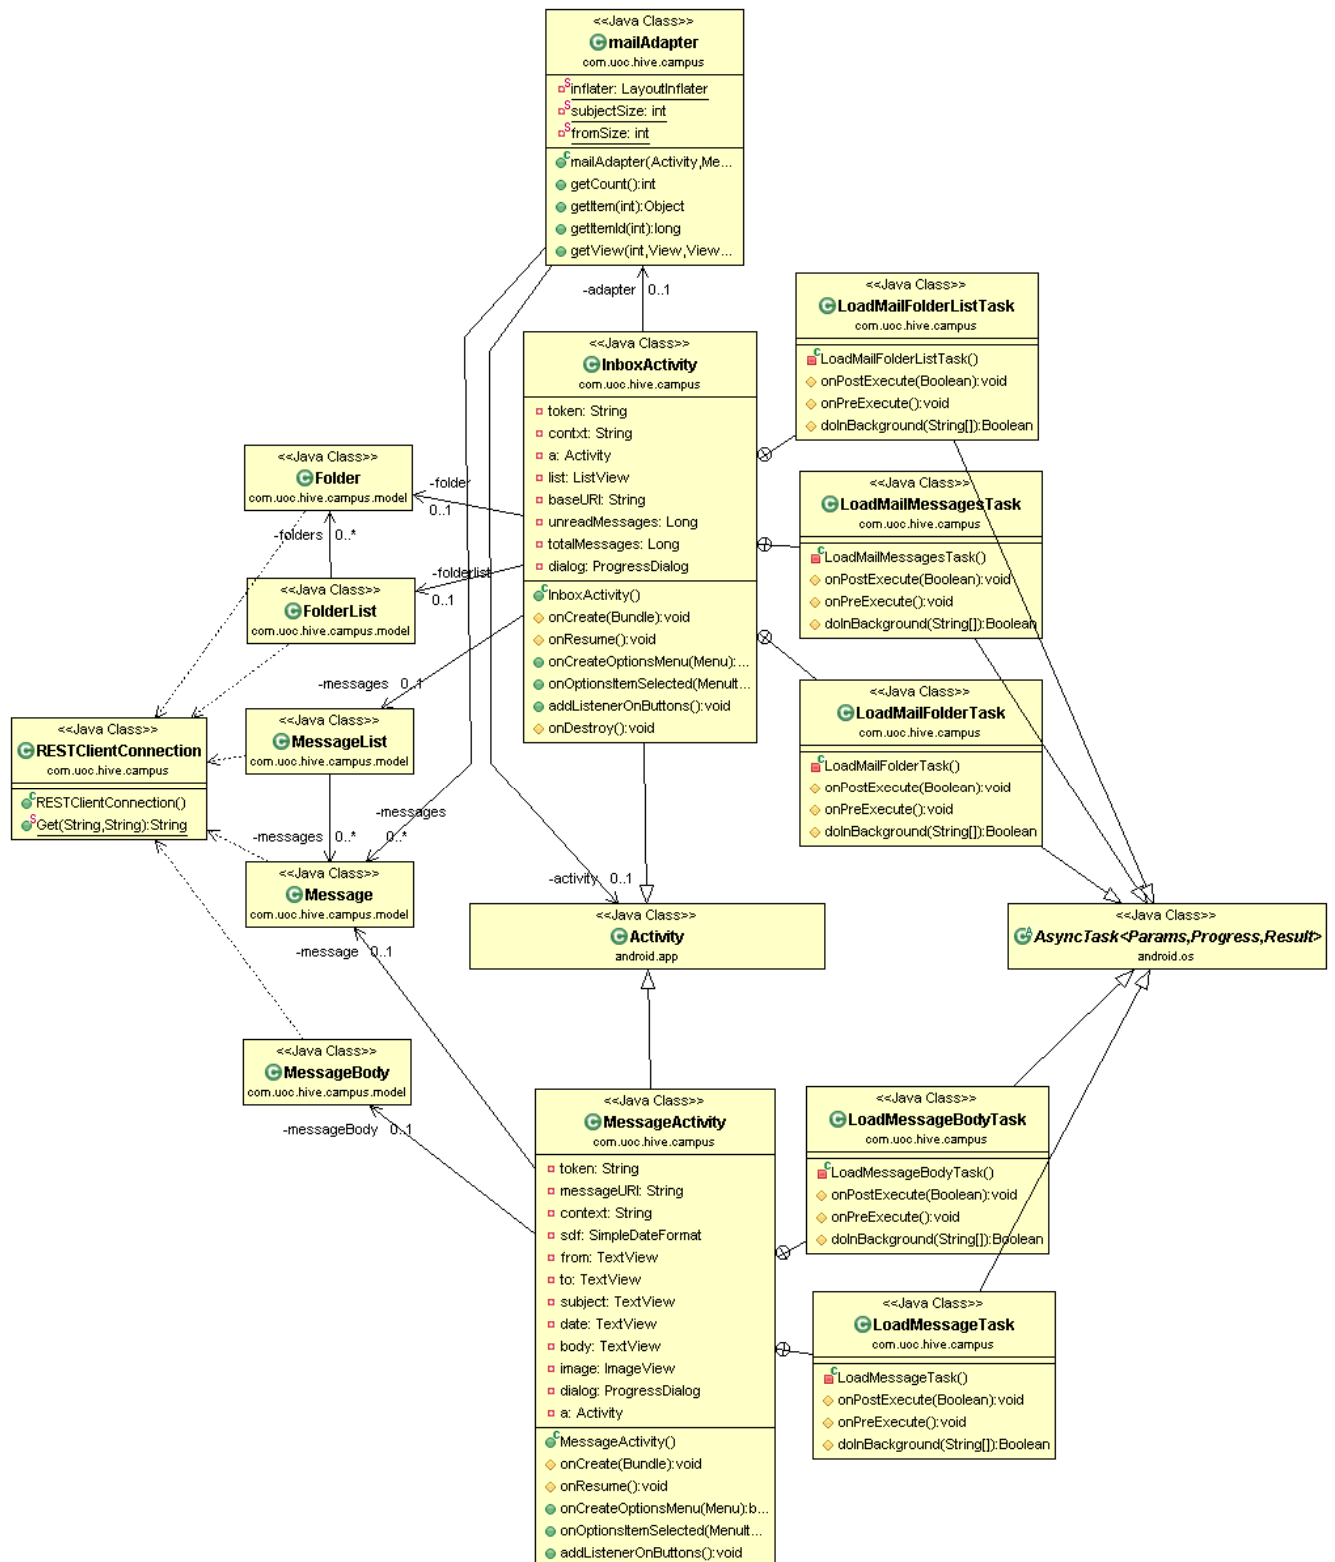 <<Java Class>>
mailAdapter
com.uoc.hive.campus
inflater: LayoutInflater
subjectSize: int
fromSize: int
mailAdapter(Activity,Me...
getCount():int
getItem(int):Object
getItemId(int):long
getView(int,View,View...
-adapter 0..1
<<Java Class>>
LoadMailFolderListTask
com.uoc.hive.campus
LoadMailFolderListTask()
onPostExecute(Boolean):void
onPreExecute():void
doInBackground(String[]):Boolean
<<Java Class>>
InboxActivity
com.uoc.hive.campus
token: String
contxt: String
a: Activity
list: ListView
baseURI: String
unreadMessages: Long
totalMessages: Long
dialog: ProgressDialog
InboxActivity()
onCreate(Bundle):void
onResume():void
onCreateOptionsMenu(Menu):...
onOptionsItemSelected(MenuIt...
addListenerOnButtons():void
onDestroy():void
<<Java Class>>
Folder
com.uoc.hive.campus.model
-folder
0..1
-folders 0..*
-folderlist
0..1
<<Java Class>>
FolderList
com.uoc.hive.campus.model
<<Java Class>>
LoadMailMessagesTask
com.uoc.hive.campus
LoadMailMessagesTask()
onPostExecute(Boolean):void
onPreExecute():void
doInBackground(String[]):Boolean
-messages 0..1
<<Java Class>>
LoadMailFolderTask
com.uoc.hive.campus
LoadMailFolderTask()
onPostExecute(Boolean):void
onPreExecute():void
doInBackground(String[]):Boolean
<<Java Class>>
RESTClientConnection
com.uoc.hive.campus
RESTClientConnection()
Get(String,String):String
<<Java Class>>
MessageList
com.uoc.hive.campus.model
-messages
-messages 0..*
0..*
<<Java Class>>
Message
com.uoc.hive.campus.model
-activity 0..1
<<Java Class>>
Activity
android.app
<<Java Class>>
AsyncTask<Params,Progress,Result>
android.os
-message 0..1
<<Java Class>>
MessageBody
com.uoc.hive.campus.model
-messageBody 0..1
<<Java Class>>
MessageActivity
com.uoc.hive.campus
token: String
messageURI: String
context: String
sdf: SimpleDateFormat
from: TextView
to: TextView
subject: TextView
date: TextView
body: TextView
image: ImageView
dialog: ProgressDialog
a: Activity
MessageActivity()
onCreate(Bundle):void
onResume():void
onCreateOptionsMenu(Menu):b...
onOptionsItemSelected(MenuIt...
addListenerOnButtons():void
<<Java Class>>
LoadMessageBodyTask
com.uoc.hive.campus
LoadMessageBodyTask()
onPostExecute(Boolean):void
onPreExecute():void
doInBackground(String[]):Boolean
<<Java Class>>
LoadMessageTask
com.uoc.hive.campus
LoadMessageTask()
onPostExecute(Boolean):void
onPreExecute():void
doInBackground(String[]):Boolean